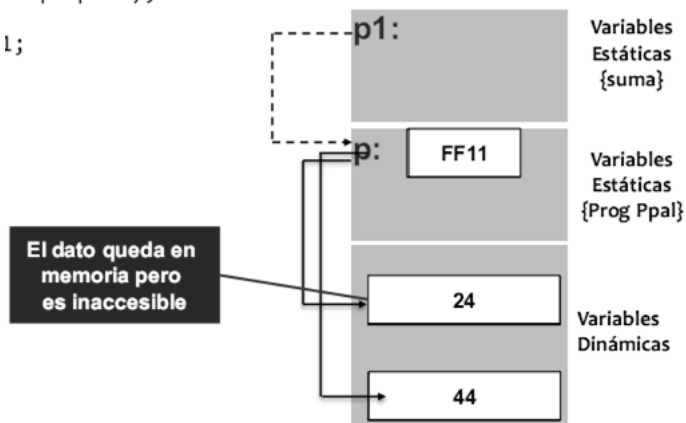 1;
p1:
Variables
Estáticas
{suma}
p:
FF11
Variables
Estáticas
{Prog Ppal}
El dato queda en
memoria pero
es inaccesible
24
Variables
Dinámicas
44